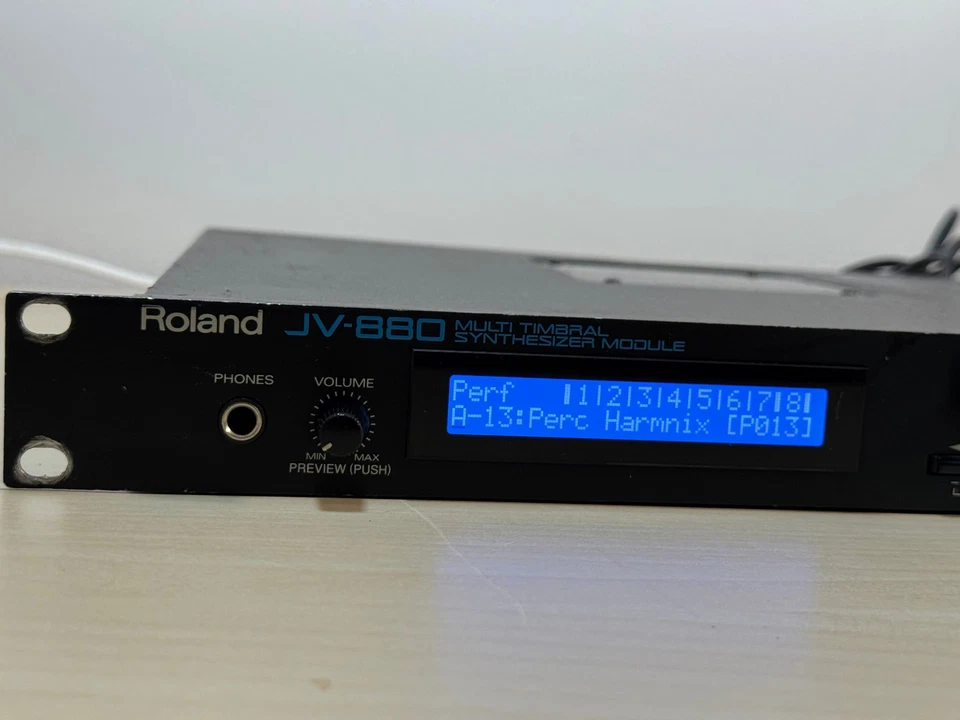 Roland JV-880 MULTI TIMBRAL
SYNTHESIZER MODULE
PHONES
VOLUME
MIN MAX
PREVIEW (PUSH)
Perf |1|2|3|4|5|6|7|8|
A-13:Perc Harmnix [P013]